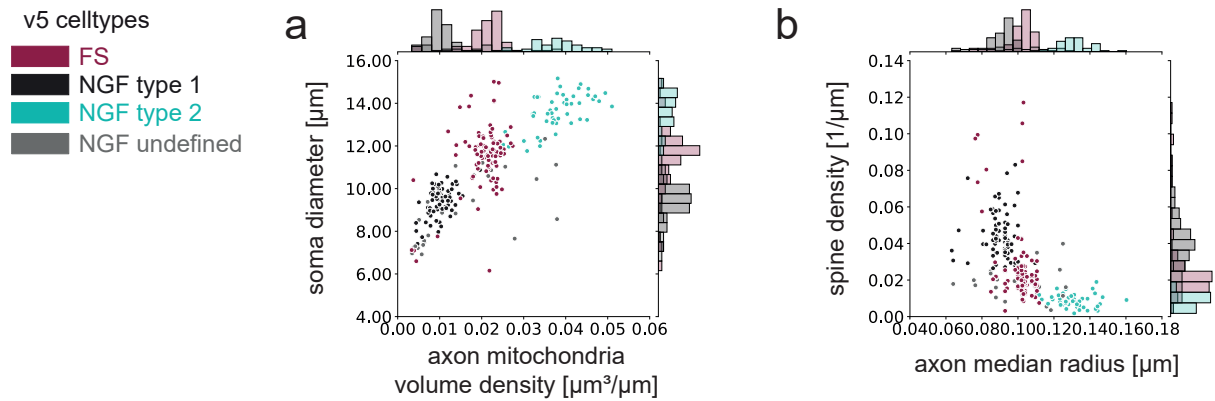 v5 celltypes
FS
NGF type 1
NGF type 2
NGF undefined
a
16.00
14.00
12.00
10.00
8.00
6.00
4.00
soma diameter [µm]
0.00 0.01 0.02 0.03 0.04 0.05 0.06
axon mitochondria
volume density [µm³/µm]
b
0.14
0.12
0.10
0.08
0.06
0.04
0.02
0.00
spine density [1/µm]
0.040.060.080.100.120.140.160.18
axon median radius [µm]